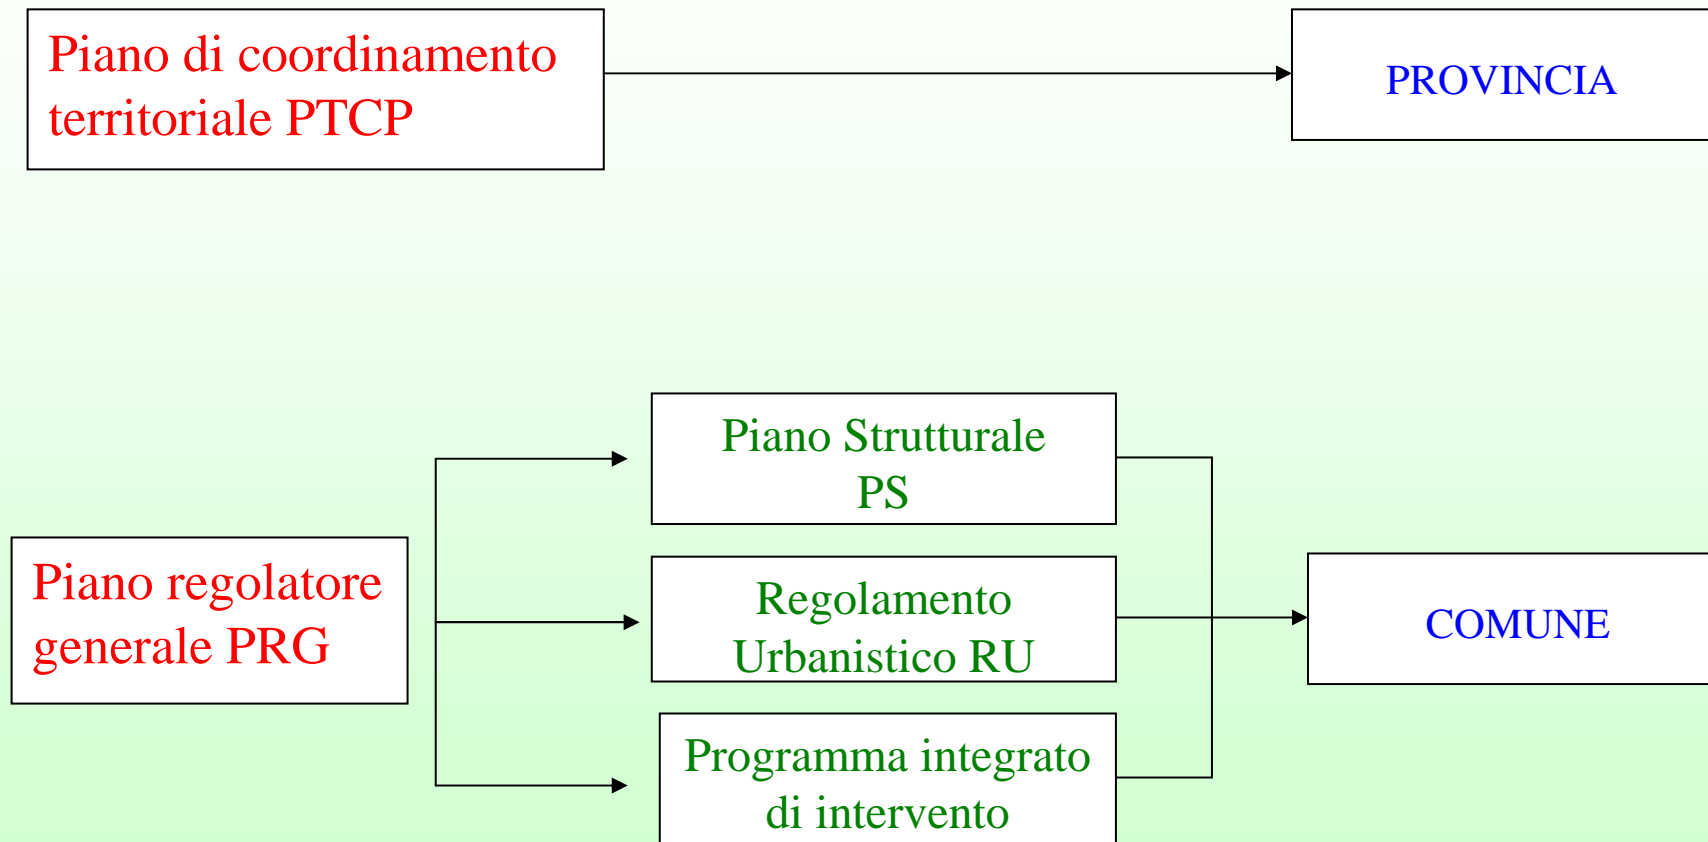 Piano di coordinamento
territoriale PTCP
PROVINCIA
Piano Strutturale
PS
Piano regolatore
generale PRG
Regolamento
Urbanistico RU
COMUNE
Programma integrato
di intervento